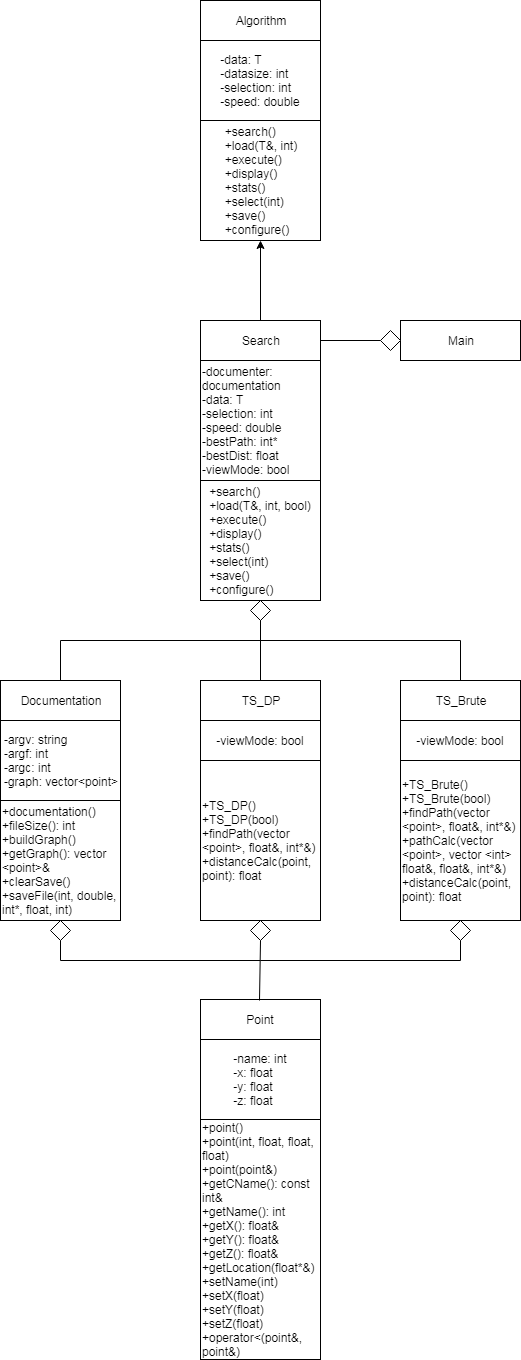 Algorithm
-data: T
-datasize: int
-selection: int
-speed: double
+search()
+load(T&, int)
+execute()
+display()
+stats()
+select(int)
+save()
+configure()
Search
Main
-documenter:
documentation
-data: T
-selection: int
-speed: double
-bestPath: int*
-bestDist: float
-viewMode: bool
+search()
+load(T&, int, bool)
+execute()
+display()
+stats()
+select(int)
+save()
+configure()
Documentation
-argv: string
-argf: int
-argc: int
-graph: vector<point>
+documentation()
+fileSize(): int
+buildGraph()
+getGraph(): vector
<point>&
+clearSave()
+saveFile(int, double,
int*, float, int)
TS_DP
-viewMode: bool
+TS_DP()
+TS_DP(bool)
+findPath(vector
<point>, float&, int*&)
+distanceCalc(point,
point): float
TS_Brute
-viewMode: bool
+TS_Brute()
+TS_Brute(bool)
+findPath(vector
<point>, float&, int*&)
+pathCalc(vector
<point>, vector <int>
float&, float&, int*&)
+distanceCalc(point,
point): float
Point
-name: int
-x: float
-y: float
-z: float
+point()
+point(int, float, float,
float)
+point(point&)
+getCName(): const
int&
+getName(): int
+getX(): float&
+getY(): float&
+getZ(): float&
+getLocation(float*&)
+setName(int)
+setX(float)
+setY(float)
+setZ(float)
+operator<(point&,
point&)